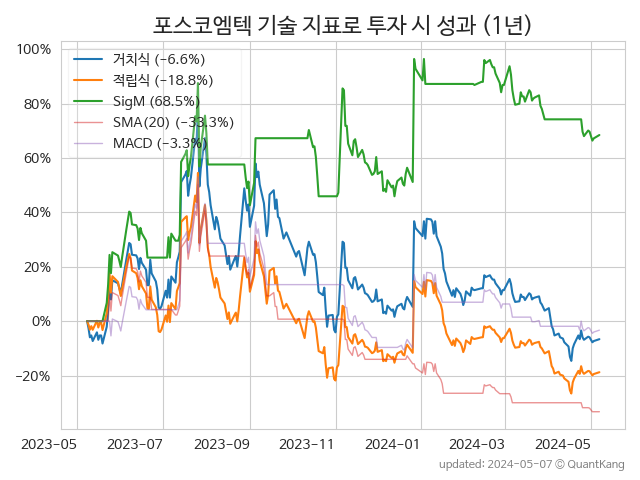 포스코엠텍 기술 지표로 투자 시 성과 (1년)
103%
80%
60%
40%
20%
0%
−20%
거치식 (−6.6%)
적립식 (−18.8%)
SigM (68.5%)
SMA(20) (−33.3%)
MACD (−3.3%)
2023-05 2023-07 2023-09 2023-11 2024-01 2024-03 2024-05
updated: 2024-05-07 © QuantKang